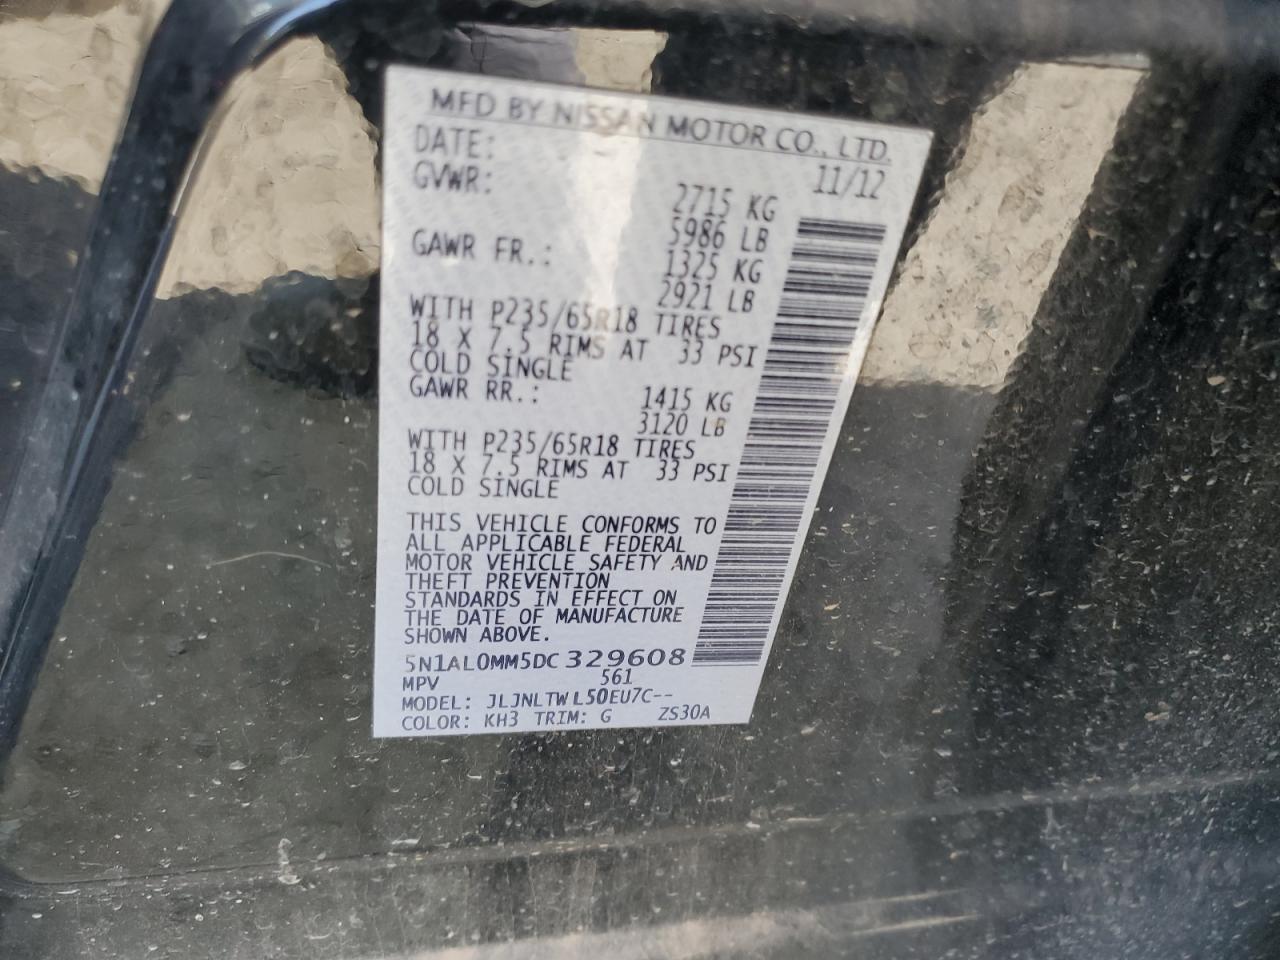 MFD BY NISSAN MOTOR CO., LTD.
DATE: 11/12
GVWR: 2715 KG
5986 LB
GAWR FR.: 1325 KG
2921 LB
WITH P235/65R18 TIRES
18 X 7.5 RIMS AT 33 PSI
COLD SINGLE
GAWR RR.: 1415 KG
3120 LB
WITH P235/65R18 TIRES
18 X 7.5 RIMS AT 33 PSI
COLD SINGLE
THIS VEHICLE CONFORMS TO
ALL APPLICABLE FEDERAL
MOTOR VEHICLE SAFETY AND
THEFT PREVENTION
STANDARDS IN EFFECT ON
THE DATE OF MANUFACTURE
SHOWN ABOVE.
5N1AL0MM5DC329608
MPV 561
MODEL: JLJNLTWL50EU7C--
COLOR: KH3 TRIM: G ZS30A